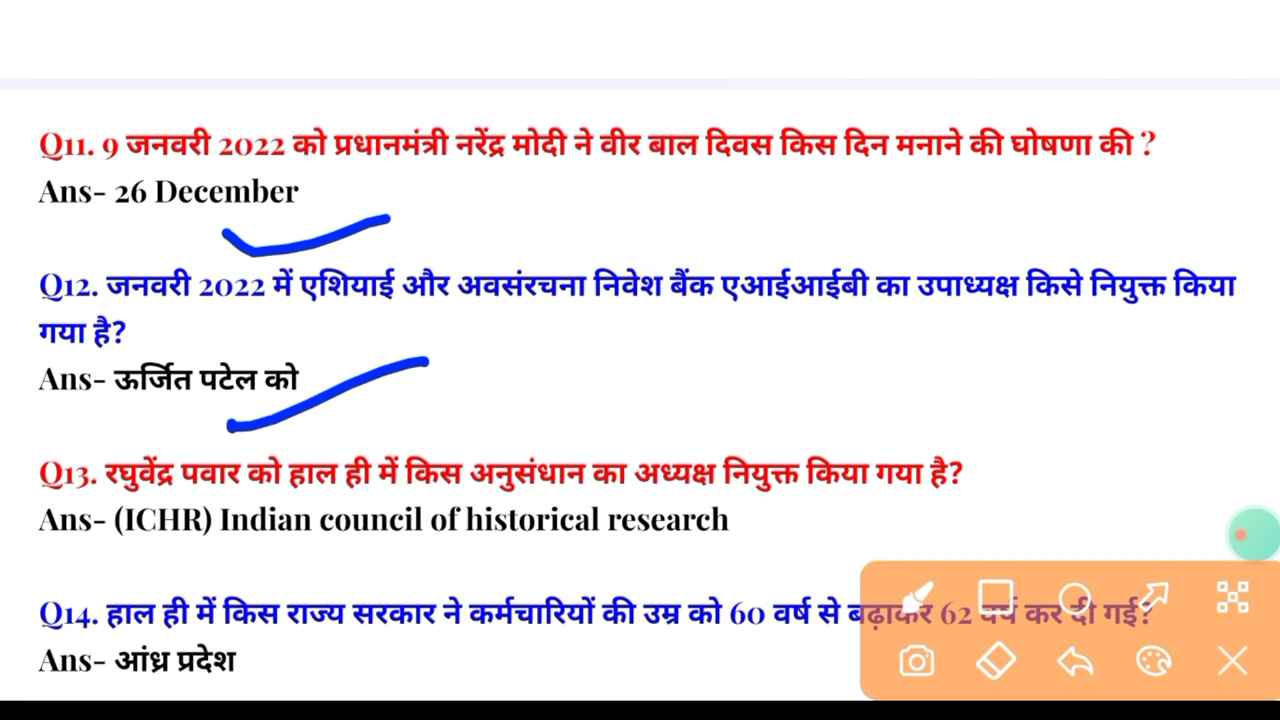 Q11. 9 जनवरी 2022 को प्रधानमंत्री नरेंद्र मोदी ने वीर बाल दिवस किस दिन मनाने की घोषणा की ?
Ans- 26 December
Q12. जनवरी 2022 में एशियाई और अवसंरचना निवेश बैंक एआईआईबी का उपाध्यक्ष किसे नियुक्त किया
गया है?
Ans- ऊर्जित पटेल को
Q13. रघुवेंद्र पवार को हाल ही में किस अनुसंधान का अध्यक्ष नियुक्त किया गया है?
Ans- (ICHR) Indian council of historical research
Q14. हाल ही में किस राज्य सरकार ने कर्मचारियों की उम्र को 60 वर्ष से बढ़ाकर 62 वर्ष कर दी गई?
Ans- आंध्र प्रदेश